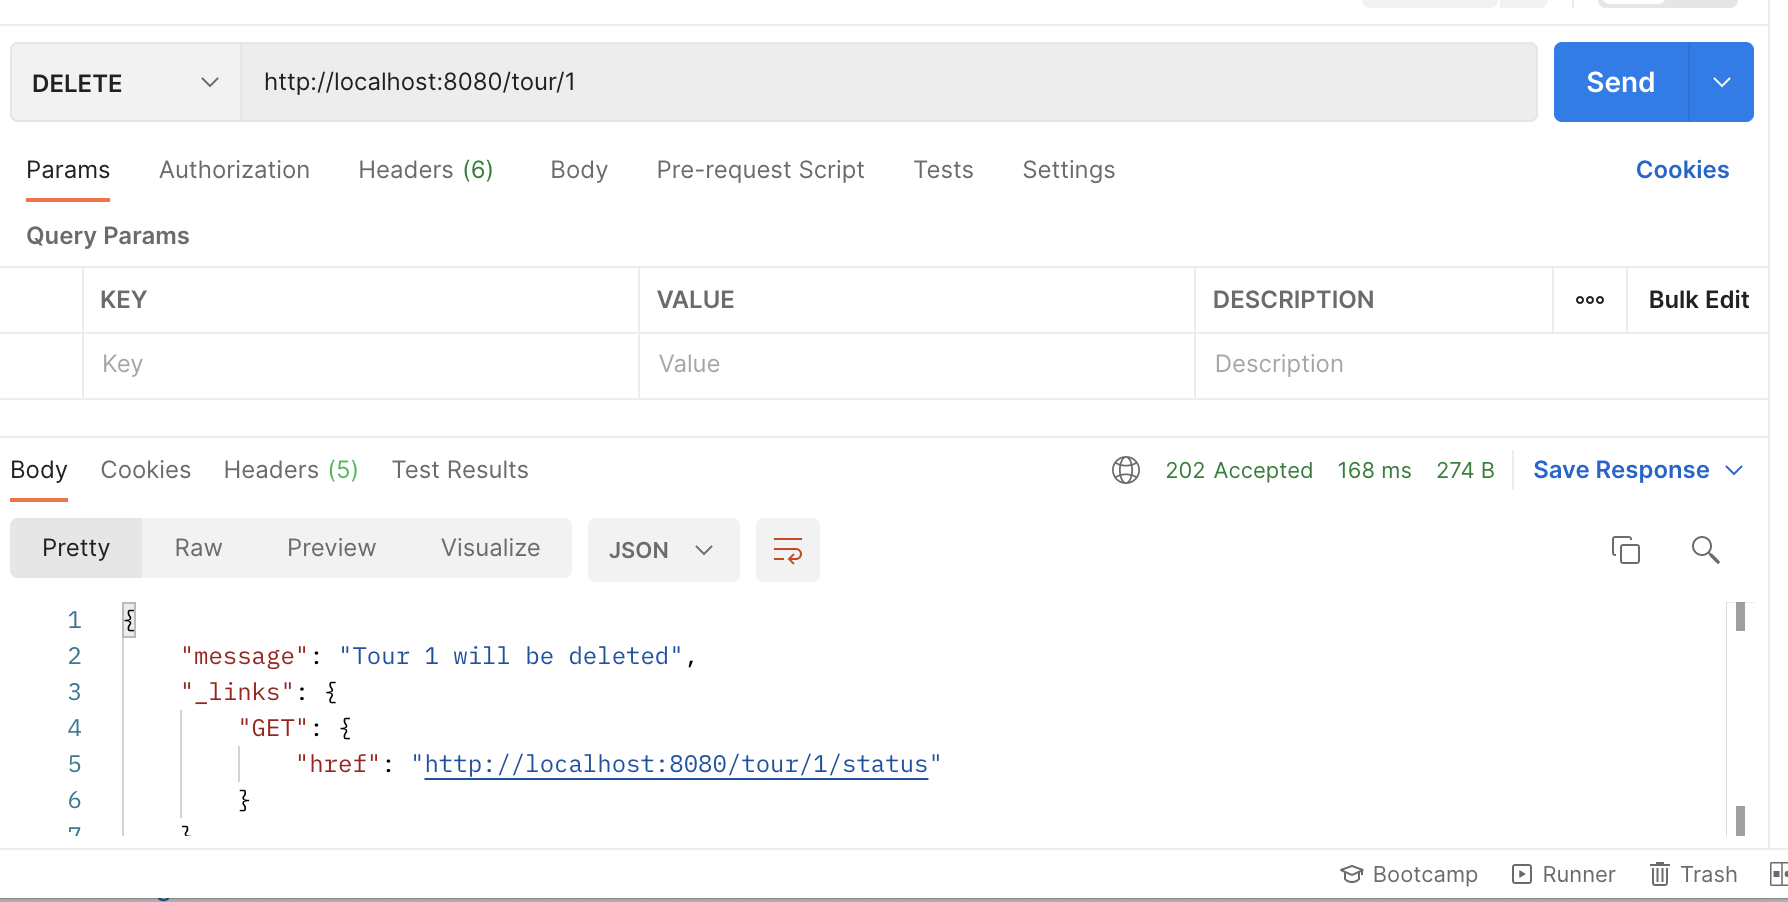 DELETE http://localhost:8080/tour/1 Send
Params Authorization Headers (6) Body Pre-request Script Tests Settings Cookies
Query Params
KEY VALUE DESCRIPTION ooo Bulk Edit
Key Value Description
Body Cookies Headers (5) Test Results 202 Accepted 168 ms 274 B Save Response
Pretty Raw Preview Visualize JSON
1 {
2 "message": "Tour 1 will be deleted",
3 "_links": {
4 "GET": {
5 "href": "http://localhost:8080/tour/1/status"
6 }
7 }
Bootcamp Runner Trash